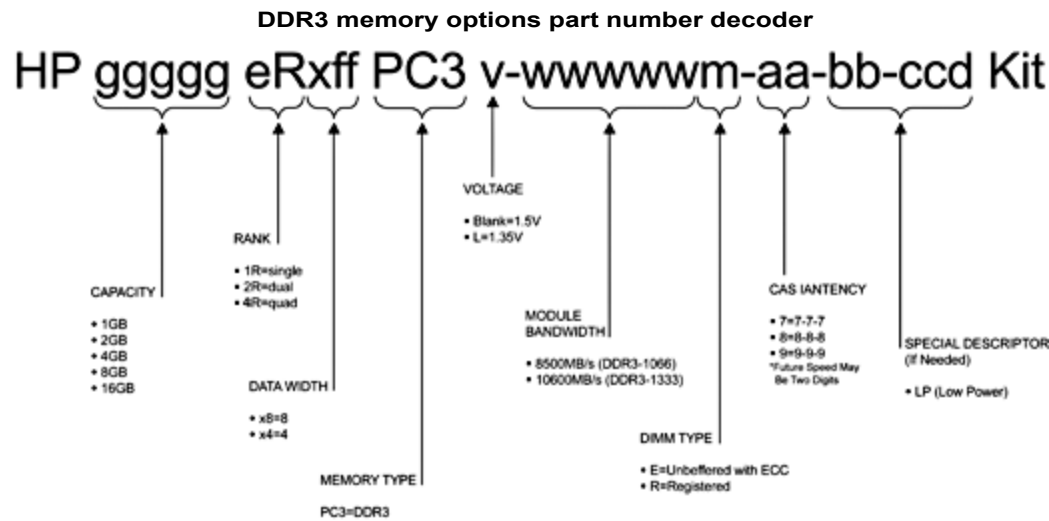 DDR3 memory options part number decoder
HP ggggg eRxff PC3 v-wwwwwm-aa-bb-ccd Kit
VOLTAGE
▪ Blank=1.5V
▪ L=1.35V
RANK
▪ 1R=single
▪ 2R=dual
▪ 4R=quad
CAPACITY
+ 1GB
+ 2GB
+ 4GB
+ 8GB
+ 16GB
CAS IANTENCY
▪ 7=7-7-7
▪ 8=8-8-8
▪ 9=9-9-9
*Future Speed May
Be Two Digits
MODULE
BANDWIDTH
▪ 8500MB/s (DDR3-1066)
▪ 10600MB/s (DDR3-1333)
SPECIAL DESCRIPTOR
(If Needed)
▪ LP (Low Power)
DATA WIDTH
+ x8=8
+ x4=4
DIMM TYPE
▪ E=Unbeffered with ECC
▪ R=Registered
MEMORY TYPE
PC3=DDR3